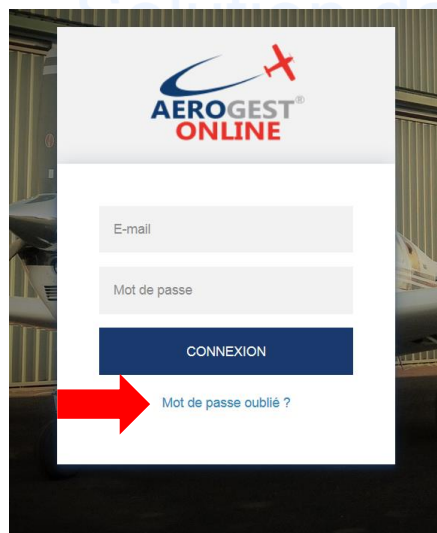 AEROGEST®
ONLINE
E-mail
Mot de passe
CONNEXION
Mot de passe oublié ?